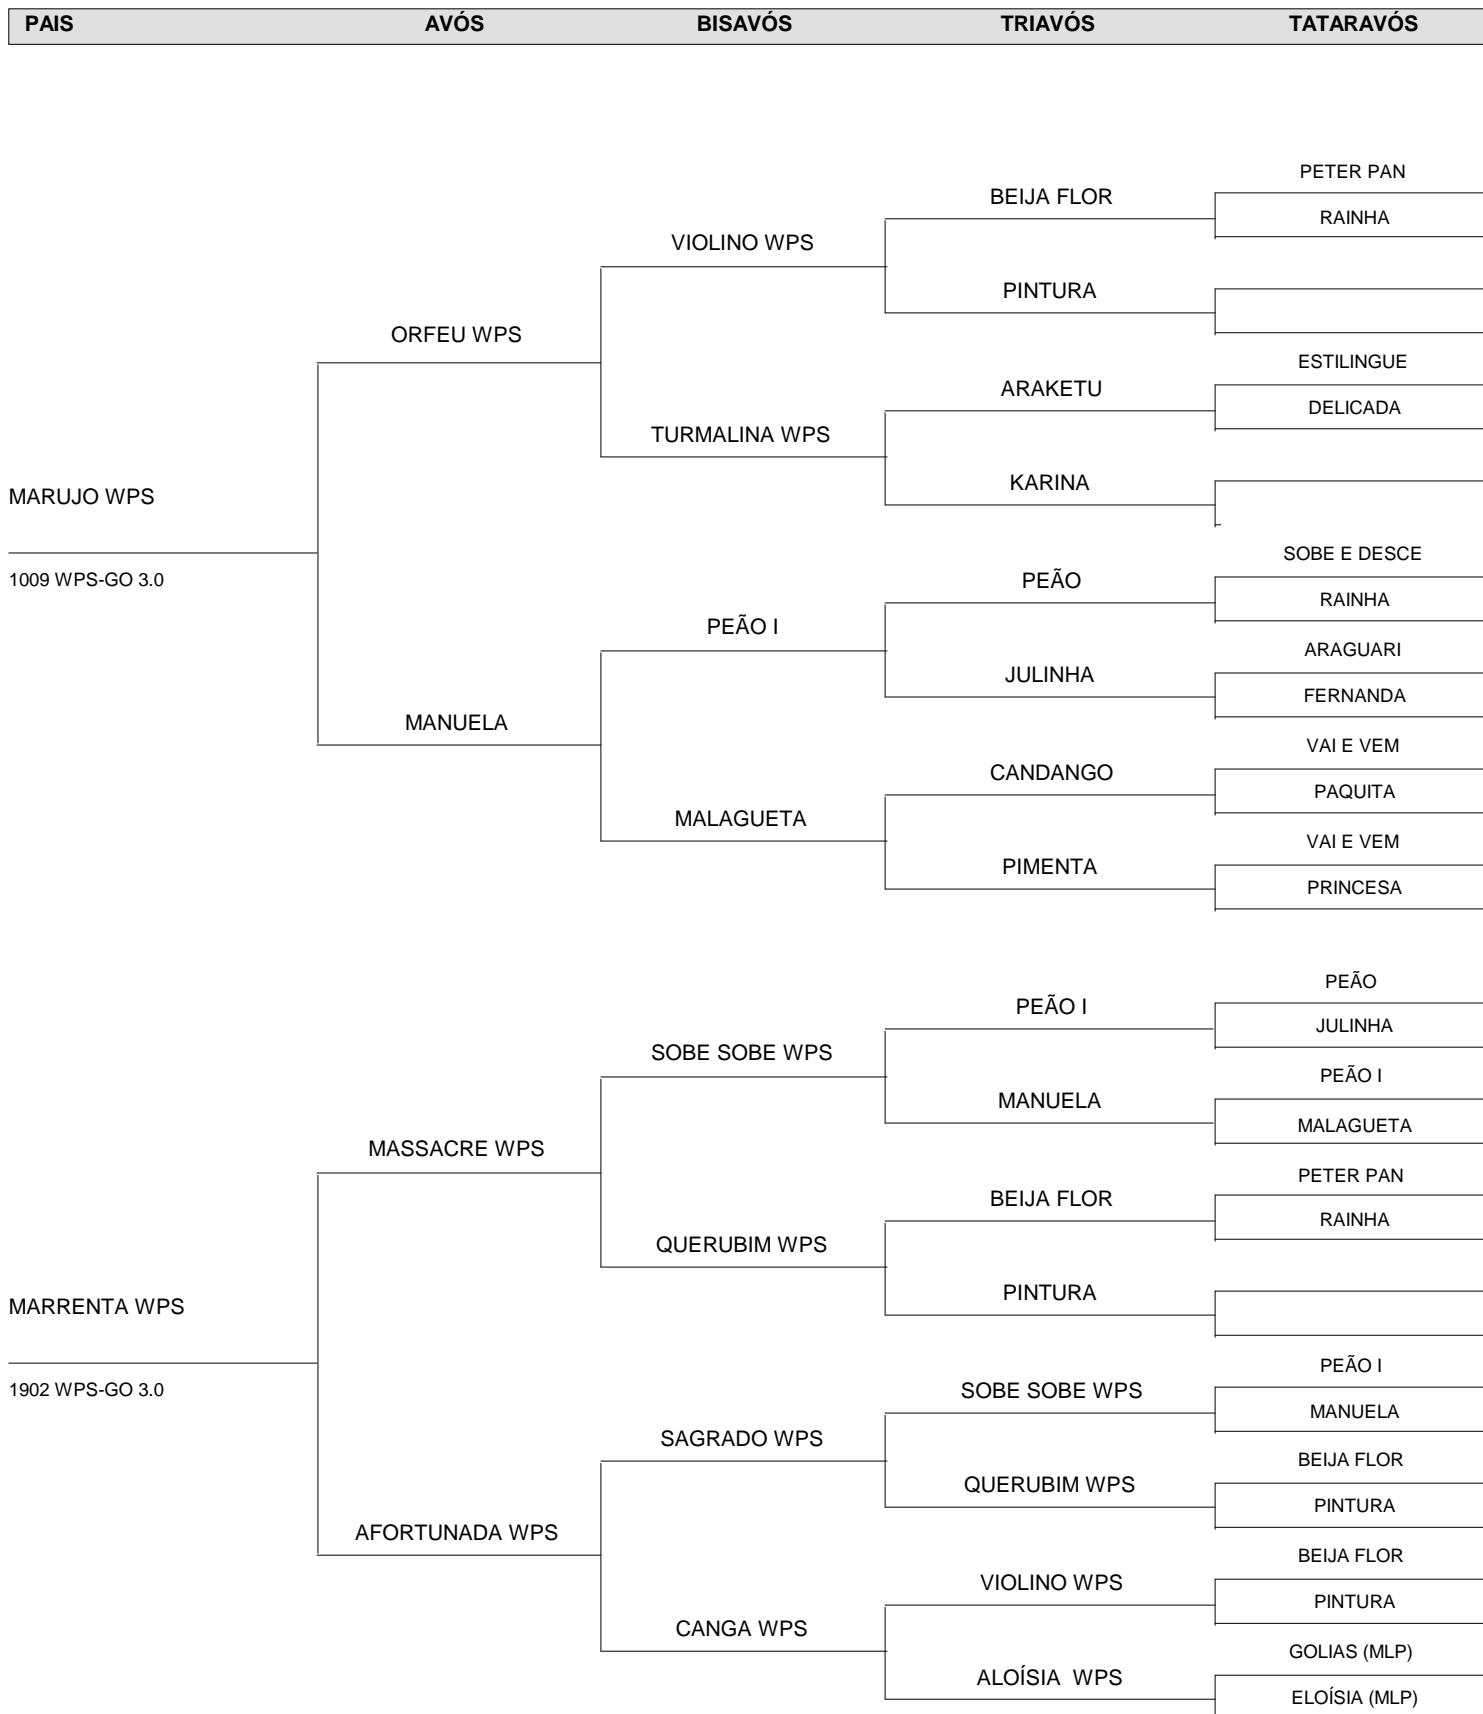 PAIS AVÓS BISAVÓS TRIAVÓS TATARAVÓS
PETER PAN
BEIJA FLOR
RAINHA
VIOLINO WPS
PINTURA
ORFEU WPS
ESTILINGUE
ARAKETU
DELICADA
TURMALINA WPS
KARINA
MARUJO WPS
SOBE E DESCE
1009 WPS-GO 3.0
PEÃO
RAINHA
PEÃO I
ARAGUARI
JULINHA
FERNANDA
MANUELA
VAI E VEM
CANDANGO
PAQUITA
MALAGUETA
VAI E VEM
PIMENTA
PRINCESA
PEÃO
PEÃO I
JULINHA
SOBE SOBE WPS
PEÃO I
MANUELA
MALAGUETA
MASSACRE WPS
PETER PAN
BEIJA FLOR
RAINHA
QUERUBIM WPS
PINTURA
MARRENTA WPS
PEÃO I
1902 WPS-GO 3.0
SOBE SOBE WPS
MANUELA
SAGRADO WPS
BEIJA FLOR
QUERUBIM WPS
PINTURA
AFORTUNADA WPS
BEIJA FLOR
VIOLINO WPS
PINTURA
CANGA WPS
GOLIAS (MLP)
ALOÍSIA WPS
ELOÍSIA (MLP)